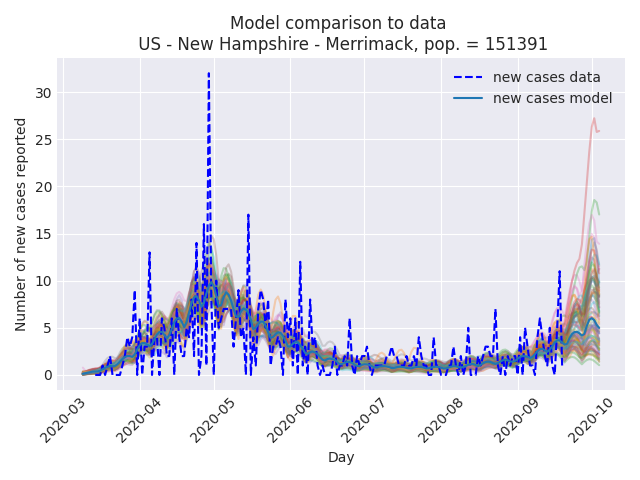 Model comparison to data
US - New Hampshire - Merrimack, pop. = 151391
new cases data
new cases model
Number of new cases reported
30
25
20
15
10
5
0
2020-03
2020-04
2020-05
2020-06
2020-07
2020-08
2020-09
2020-10
Day